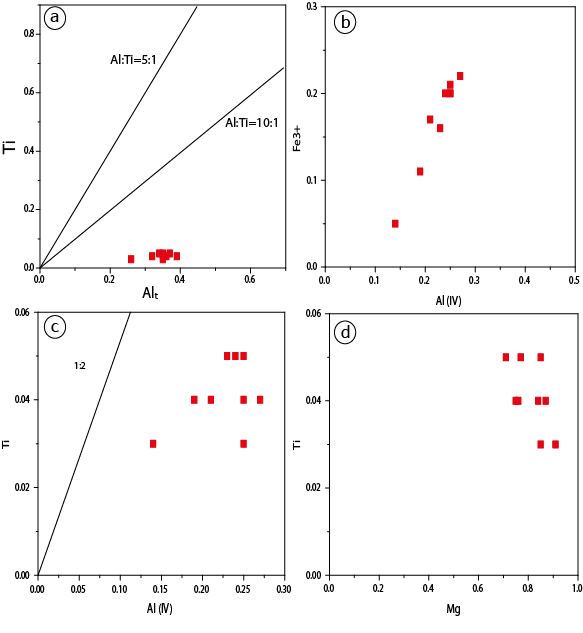 a
Ti
0.8
0.6
0.4
0.2
0.0
Al:Ti=5:1
Al:Ti=10:1
0.0 0.2 0.4 0.6
Alt
b
Fe3+
0.3
0.2
0.1
0.0
0.0 0.1 0.2 0.3 0.4 0.5
Al (IV)
c
Ti
0.06
0.04
0.02
0.00
1:2
0.00 0.05 0.10 0.15 0.20 0.25 0.30
Al (IV)
d
Ti
0.06
0.04
0.02
0.00
0.0 0.2 0.4 0.6 0.8 1.0
Mg